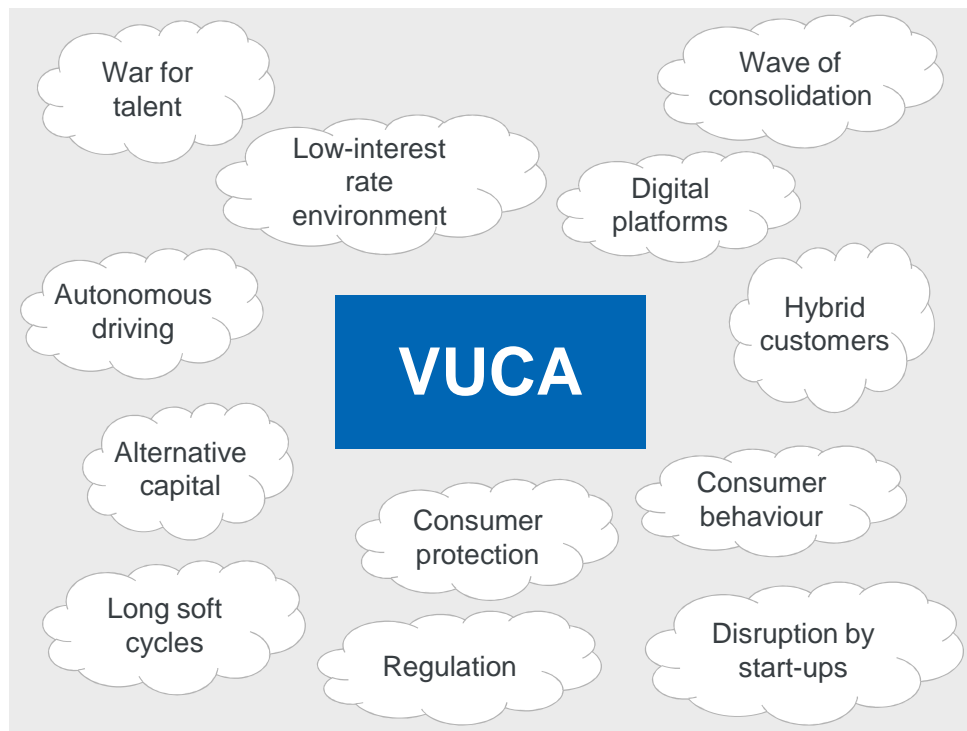 War for
talent
Wave of
consolidation
Low-interest
rate
environment
Digital
platforms
Autonomous
driving
Hybrid
customers
VUCA
Alternative
capital
Consumer
behaviour
Consumer
protection
Long soft
cycles
Regulation
Disruption by
start-ups